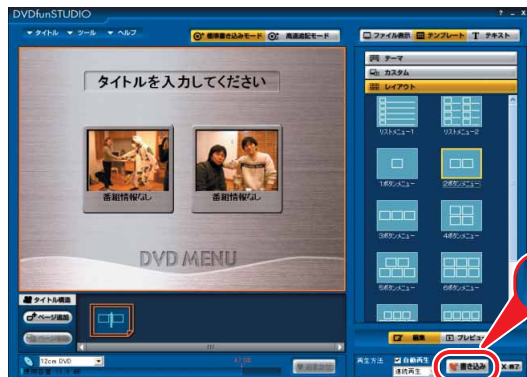 DVDfunSTUDIO
タイトル ツール ヘルプ
標準書き込みモード 高速追記モード
ファイル表示 テンプレート T テキスト
テーマ
カスタム
レイアウト
タイトルを入力してください
番組情報なし 番組情報なし
DVD MENU
リストメニュー1 リストメニュー2
1ボタンメニュー 2ボタンメニュー
3ボタンメニュー 4ボタンメニュー
5ボタンメニュー 6ボタンメニュー
タイトル構造
ページ追加
編集 プレビュー
12cm DVD
再生方法 自動再生
連続再生
書き込み
終了